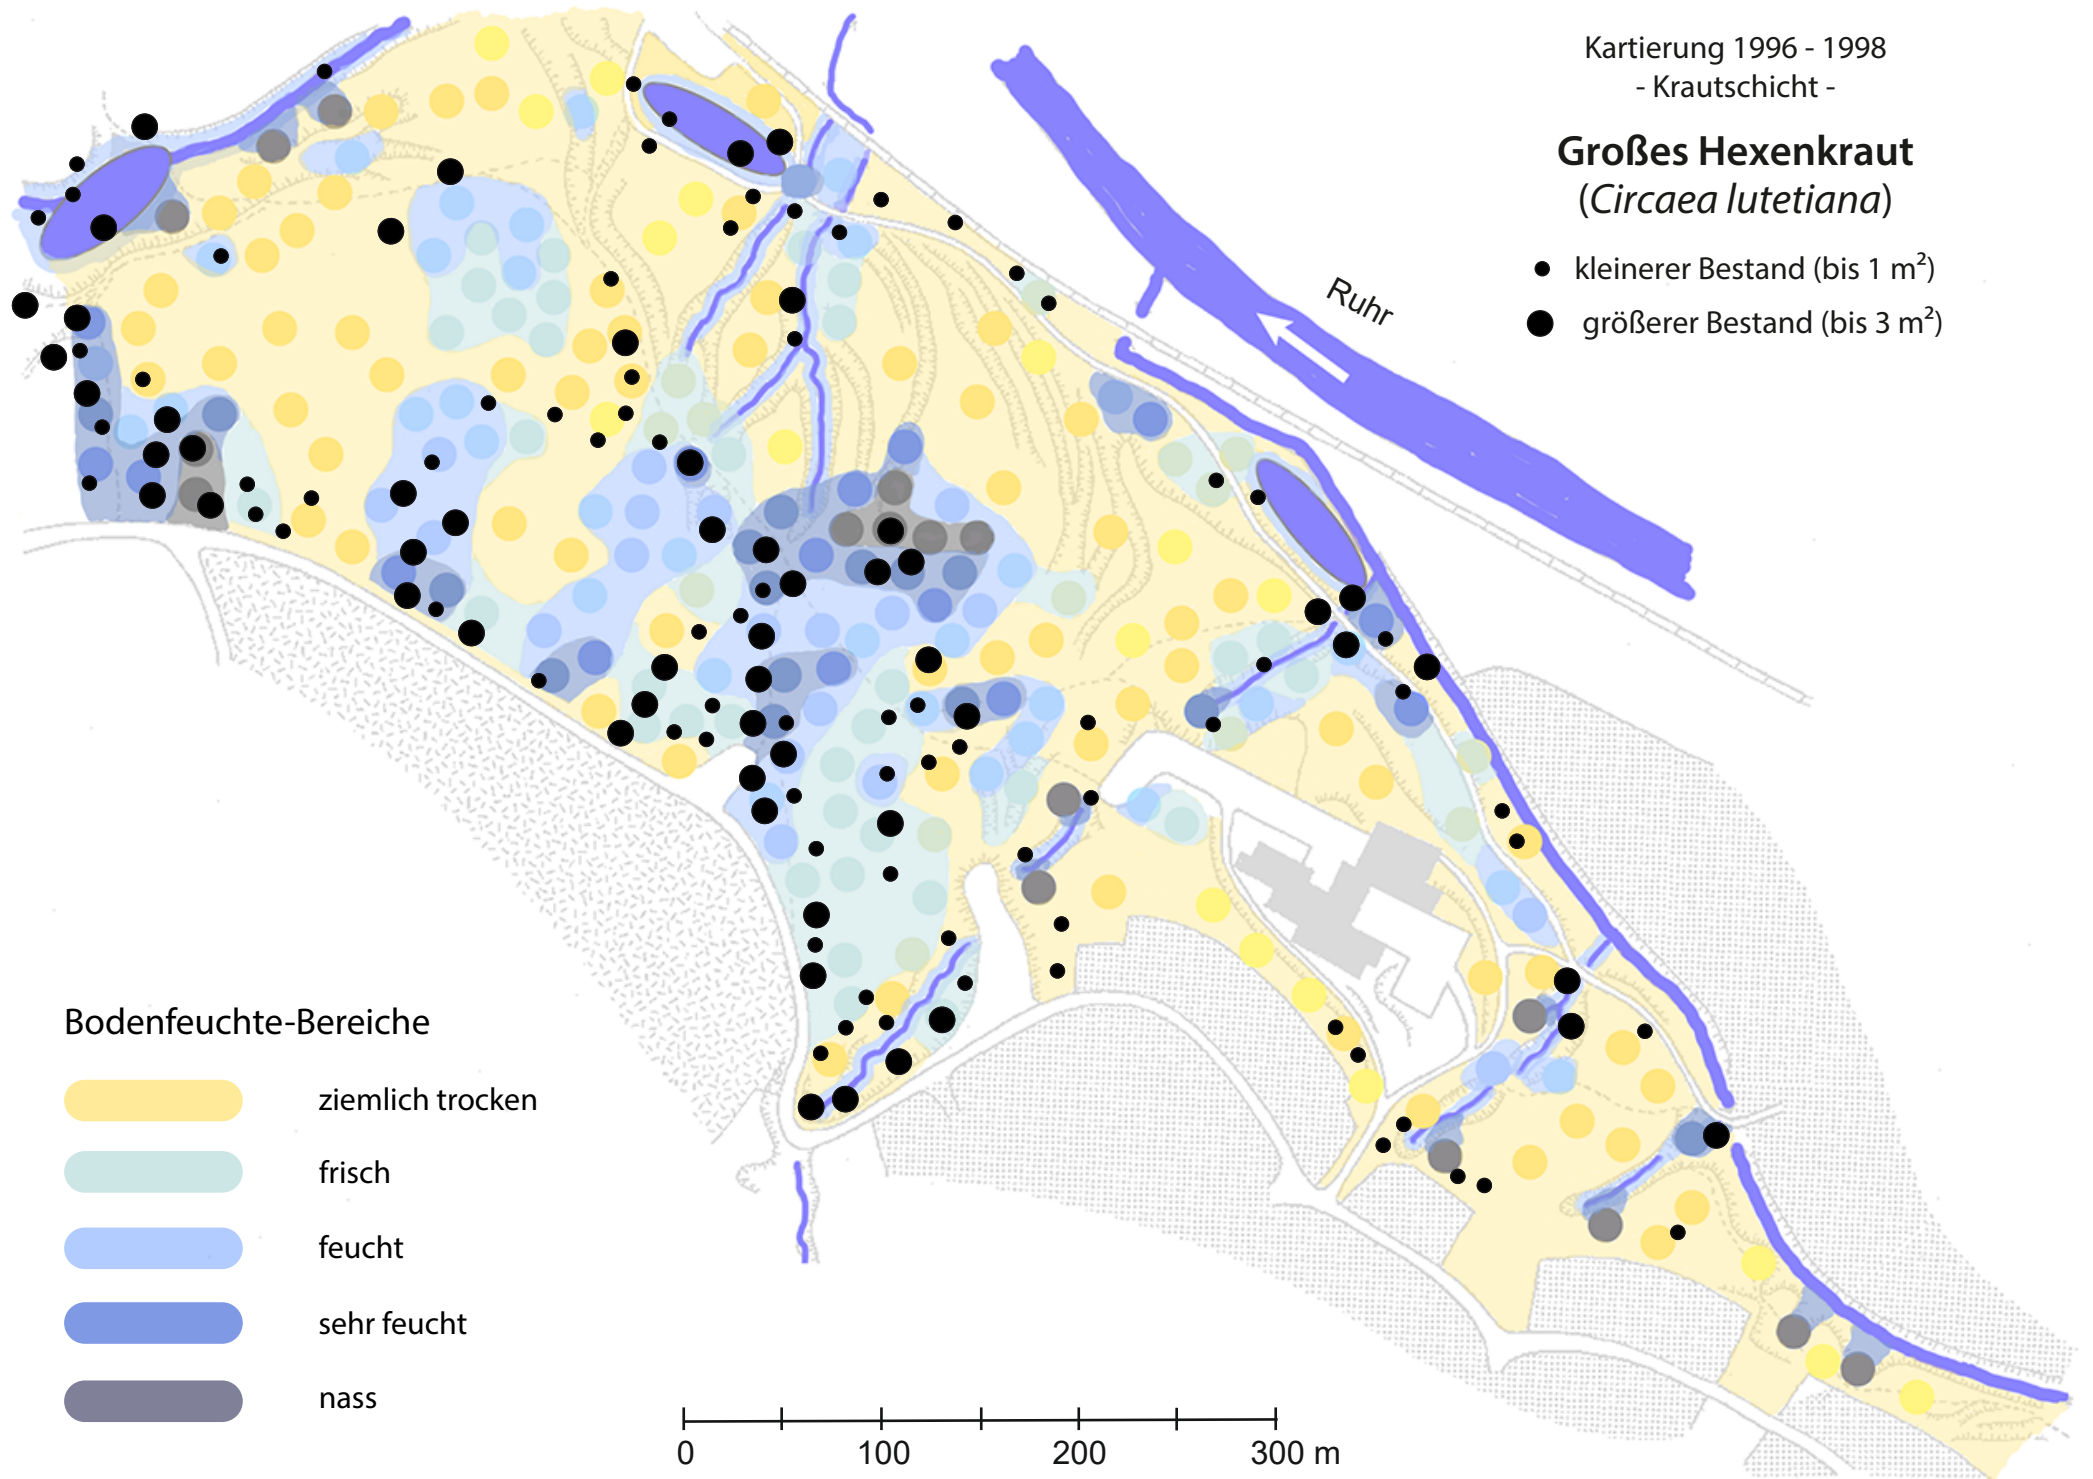 Kartierung 1996 - 1998
- Krautschicht -
Großes Hexenkraut
(Circaea lutetiana)
kleinerer Bestand (bis 1 m²)
größerer Bestand (bis 3 m²)
Ruhr
Bodenfeuchte-Bereiche
ziemlich trocken
frisch
feucht
sehr feucht
nass
0 100 200 300 m